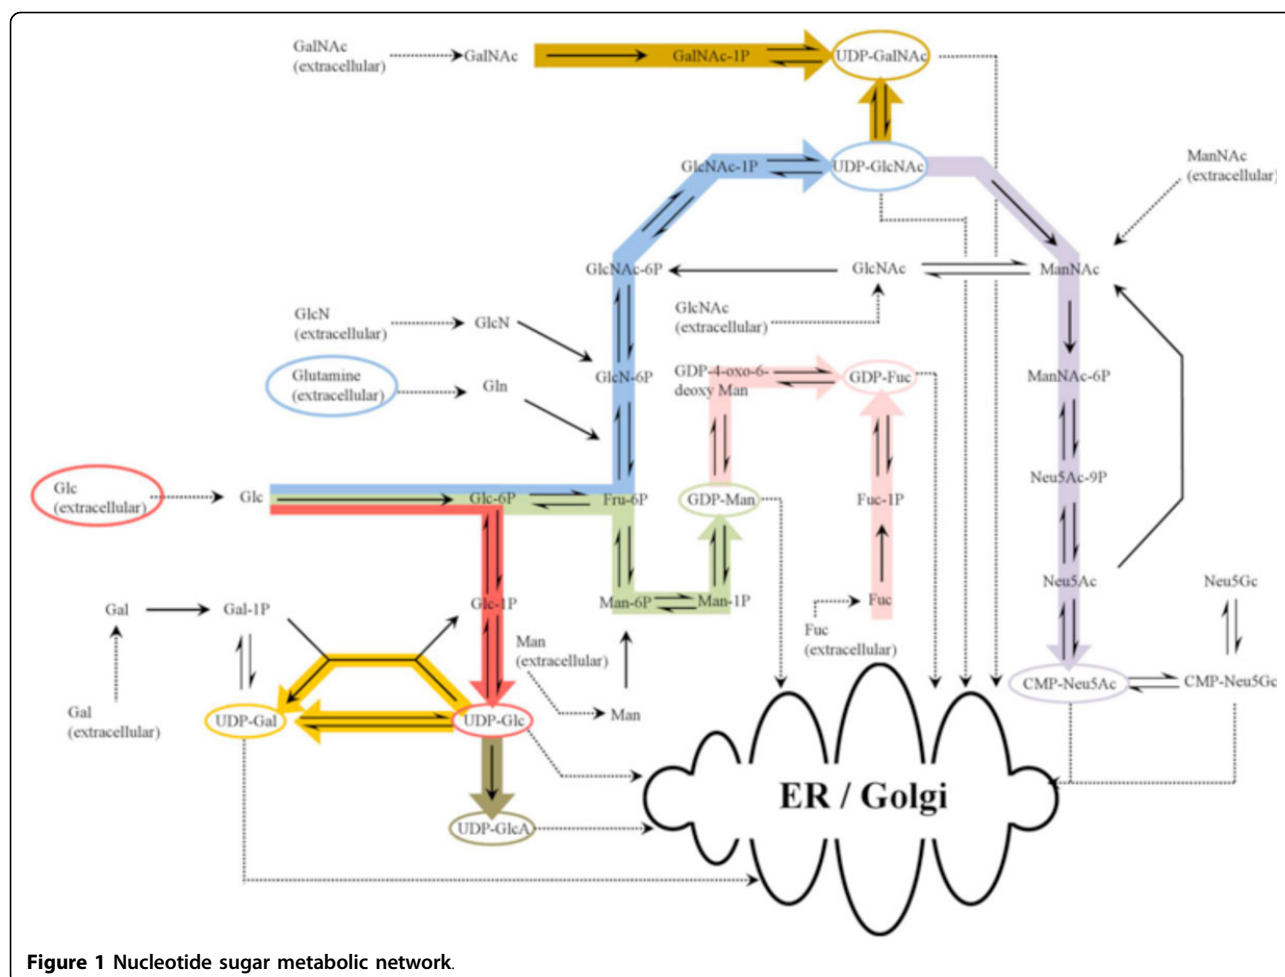 GalNAc
(extracellular)
GalNAc
GalNAc-1P
UDP-GalNAc
GlcNAc-1P
UDP-GlcNAc
ManNAc
(extracellular)
GlcNAc-6P
GlcNAc
ManNAc
GlcN
(extracellular)
GlcN
GlcNAc
(extracellular)
Glutamine
(extracellular)
Gln
GlcN-6P
GDP-4-oxo-6-
deoxy Man
GDP-Fuc
ManNAc-6P
Glc
(extracellular)
Glc
Glc-6P
Fru-6P
GDP-Man
Fuc-1P
Neu5Ac-9P
Gal
Gal-1P
Glc-1P
Man-6P
Man-1P
Fuc
Neu5Ac
Neu5Gc
Man
(extracellular)
Fuc
(extracellular)
Gal
(extracellular)
UDP-Gal
UDP-Glc
Man
CMP-Neu5Ac
CMP-Neu5Gc
ER / Golgi
UDP-GlcA
Figure 1 Nucleotide sugar metabolic network.